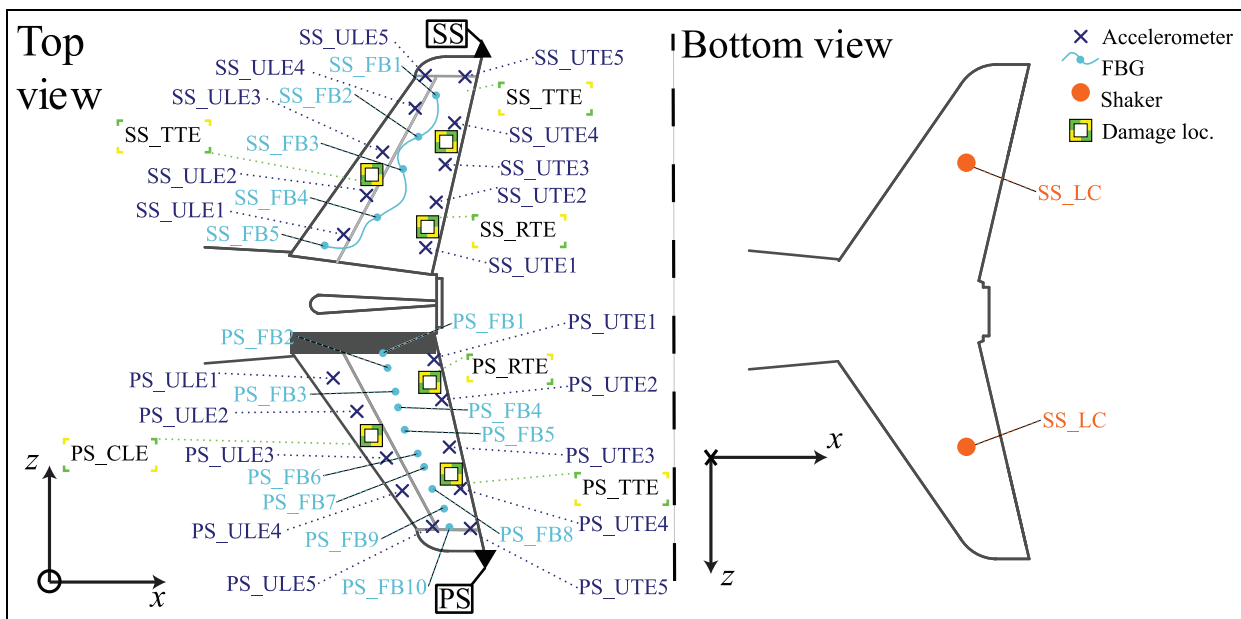 Top
view
SS
SS_ULE5
SS_FB1
SS_UTE5
SS_ULE4
SS_FB2
SS_TTE
SS_ULE3
SS_TTE
SS_FB3
SS_UTE4
SS_UTE3
SS_ULE2
SS_FB4
SS_UTE2
SS_ULE1
SS_FB5
SS_RTE
SS_UTE1
PS_FB1
PS_UTE1
PS_FB2
PS_RTE
PS_ULE1
PS_UTE2
PS_FB3
PS_FB4
PS_ULE2
PS_FB5
PS_CLE
PS_ULE3
PS_UTE3
PS_FB6
PS_FB7
PS_TTE
PS_ULE4
PS_UTE4
PS_FB9
PS_FB8
PS_ULE5
PS_FB10
PS_UTE5
PS
z
x
Bottom view
Accelerometer
FBG
Shaker
Damage loc.
SS_LC
SS_LC
x
z